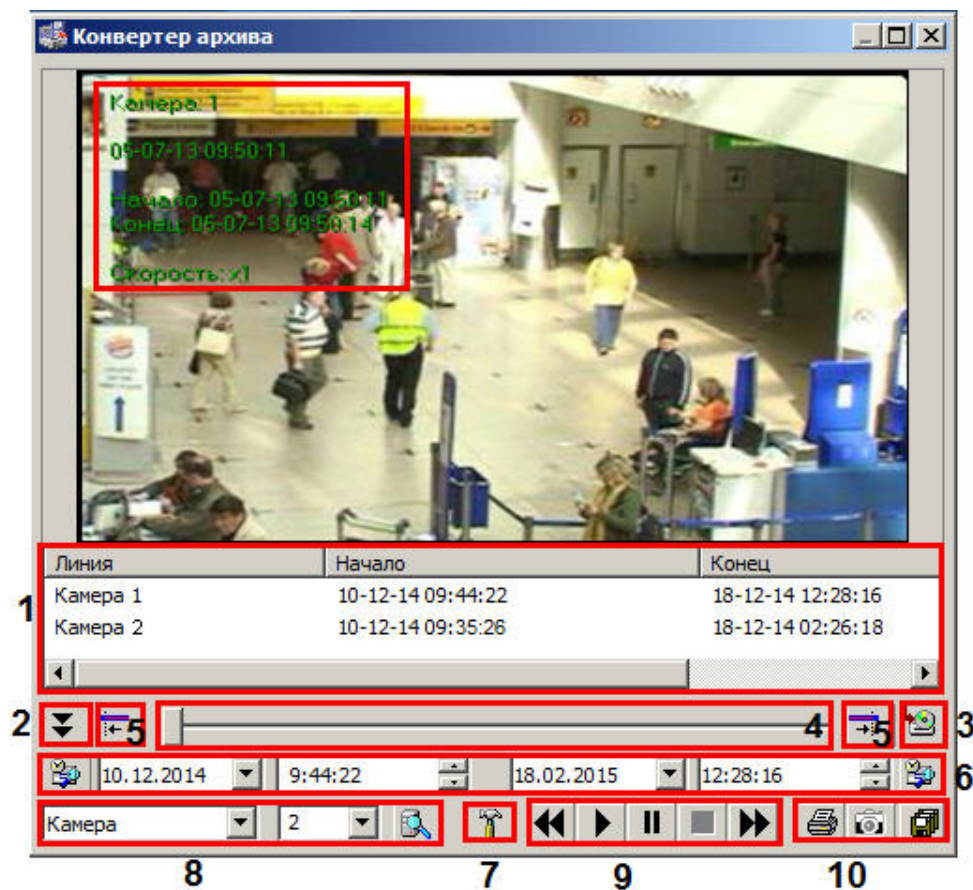 Конвертер архива
Камера: 1
05-07-13 09:50:11
Начало: 05-07-13 09:50:11
Конец: 05-07-13 09:50:14
Скорость: x1
Линия Начало Конец
1
Камера 1 10-12-14 09:44:22 18-12-14 12:28:16
Камера 2 10-12-14 09:35:26 18-12-14 02:26:18
2 5 4 5 3
10.12.2014 9:44:22 18.02.2015 12:28:16 6
Камера 2
8 7 9 10